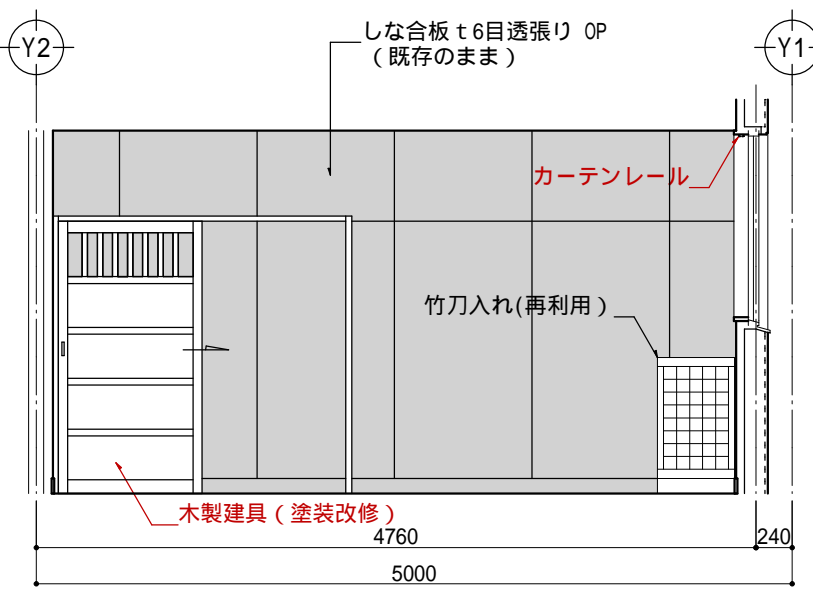 しな合板 t 6目透張り OP
（既存のまま）
Y2
Y1
カーテンレール
竹刀入れ(再利用）
木製建具（塗装改修）
4760
240
5000